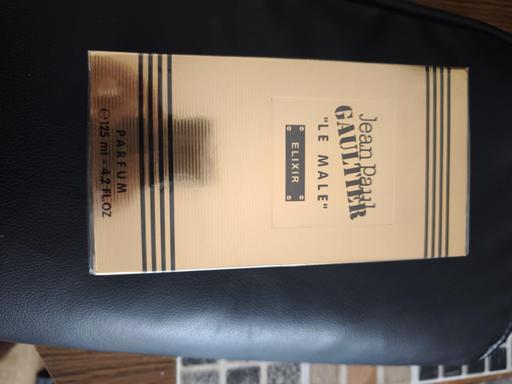 Jean Paul
GAULTIER
"LE MALE"
ELIXIR
PARFUM
℮125 ml - 4.2 FL.OZ